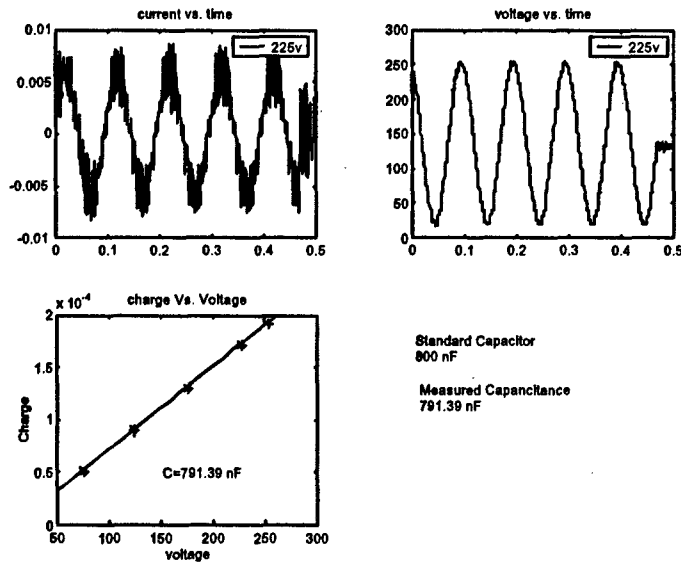 current vs. time
0.01
0.005
0
-0.005
-0.01
225v
0 0.1 0.2 0.3 0.4 0.5
voltage vs. time
300
250
200
150
100
50
0
225v
0 0.1 0.2 0.3 0.4 0.5
x 10-4
charge Vs. Voltage
2
1.5
1
0.5
0
Charge
C=791.39 nF
50 100 150 200 250 300
voltage
Standard Capacitor
800 nF
Measured Capancitance
791.39 nF